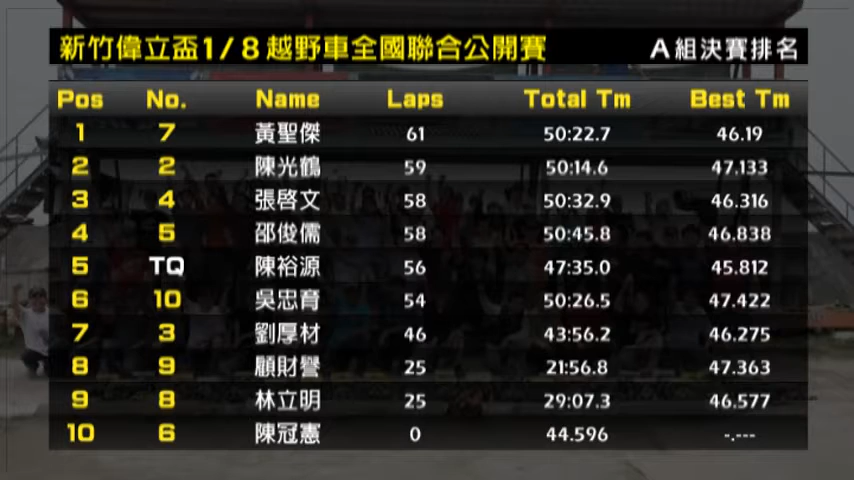 新竹偉立盃1/8越野車全國聯合公開賽 A組決賽排名
Pos No. Name Laps Total Tm Best Tm
1 7 黃聖傑 61 50:22.7 46.19
2 2 陳光鶴 59 50:14.6 47.133
3 4 張啓文 58 50:32.9 46.316
4 5 邵俊儒 58 50:45.8 46.838
5 TQ 陳裕源 56 47:35.0 45.812
6 10 吳忠育 54 50:26.5 47.422
7 3 劉厚材 46 43:56.2 46.275
8 9 顧財譽 25 21:56.8 47.363
9 8 林立明 25 29:07.3 46.577
10 6 陳冠憲 0 44.596 -.---